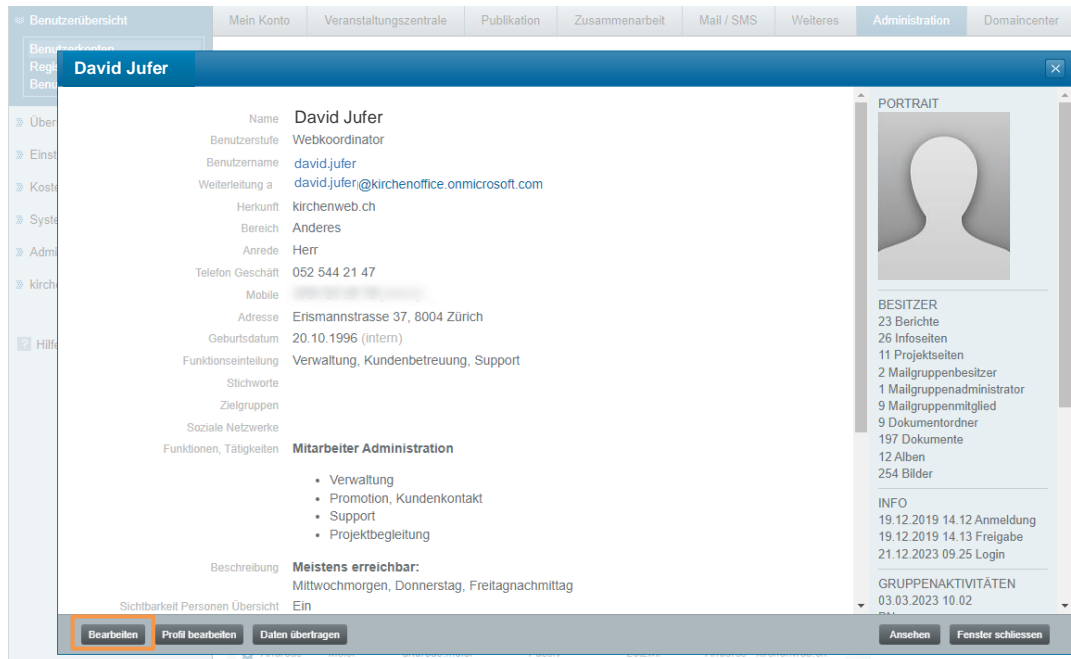 Benutzerübersicht
Mein Konto
Veranstaltungszentrale
Publikation
Zusammenarbeit
Mail / SMS
Weiteres
Administration
Domaincenter
Benutzerkonten
David Jufer
Name David Jufer
Benutzerstufe Webkoordinator
Benutzername david.jufer
Weiterleitung a david.jufer@kirchenoffice.onmicrosoft.com
Herkunft kirchenweb.ch
Bereich Anderes
Anrede Herr
Telefon Geschäft 052 544 21 47
Mobile
Adresse Erismannstrasse 37, 8004 Zürich
Geburtsdatum 20.10.1996 (intern)
Funktionseinteilung Verwaltung, Kundenbetreuung, Support
Stichworte
Zielgruppen
Soziale Netzwerke
Funktionen, Tätigkeiten Mitarbeiter Administration
• Verwaltung
• Promotion, Kundenkontakt
• Support
• Projektbegleitung
Beschreibung Meistens erreichbar:
Mittwochmorgen, Donnerstag, Freitagnachmittag
Sichtbarkeit Personen Übersicht Ein
PORTRAIT
BESITZER
23 Berichte
26 Infoseiten
11 Projektseiten
2 Mailgruppenbesitzer
1 Mailgruppenadministrator
9 Mailgruppenmitglied
9 Dokumentordner
197 Dokumente
12 Alben
254 Bilder
INFO
19.12.2019 14.12 Anmeldung
19.12.2019 14.13 Freigabe
21.12.2023 09.25 Login
GRUPPENAKTIVITÄTEN
03.03.2023 10.02
Bearbeiten
Profil bearbeiten
Daten übertragen
Ansehen
Fenster schliessen